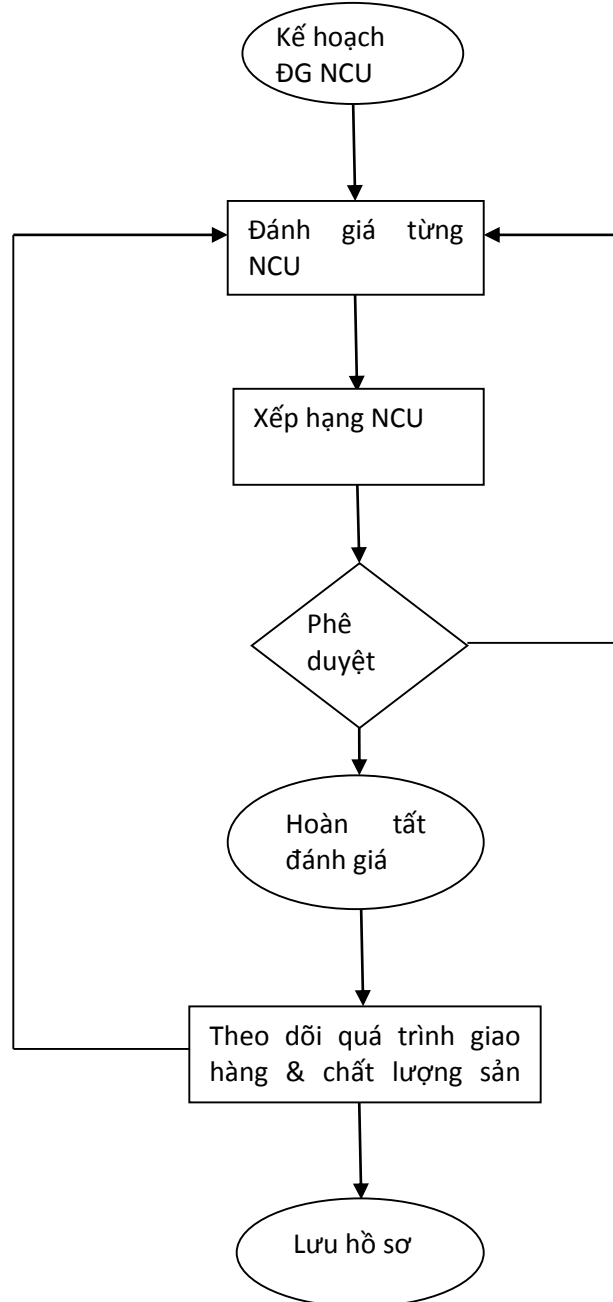 Kế hoạch
ĐG NCU
Đánh giá từng
NCU
Xếp hạng NCU
Phê
duyệt
Hoàn tất
đánh giá
Theo dõi quá trình giao
hàng & chất lượng sản
Lưu hồ sơ